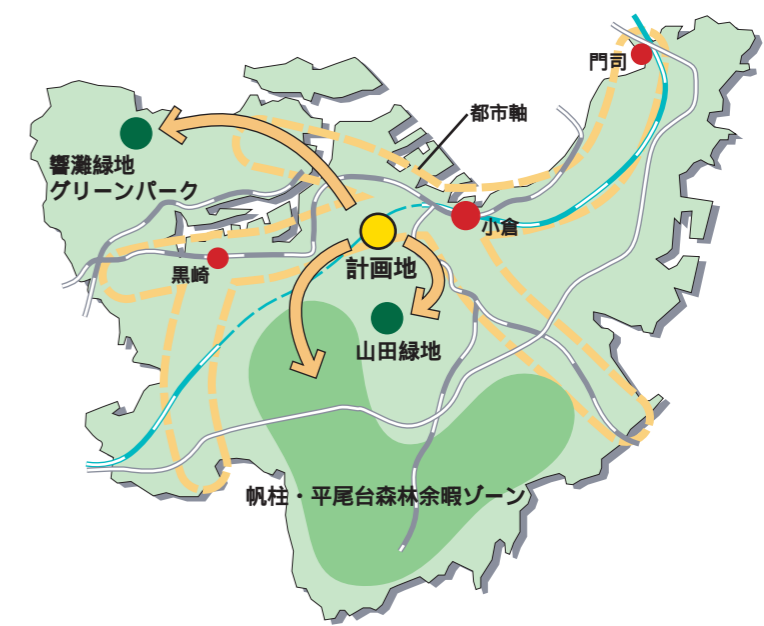 門司
都市軸
響灘緑地
グリーンパーク
小倉
黒崎
計画地
山田緑地
帆柱・平尾台森林余暇ゾーン